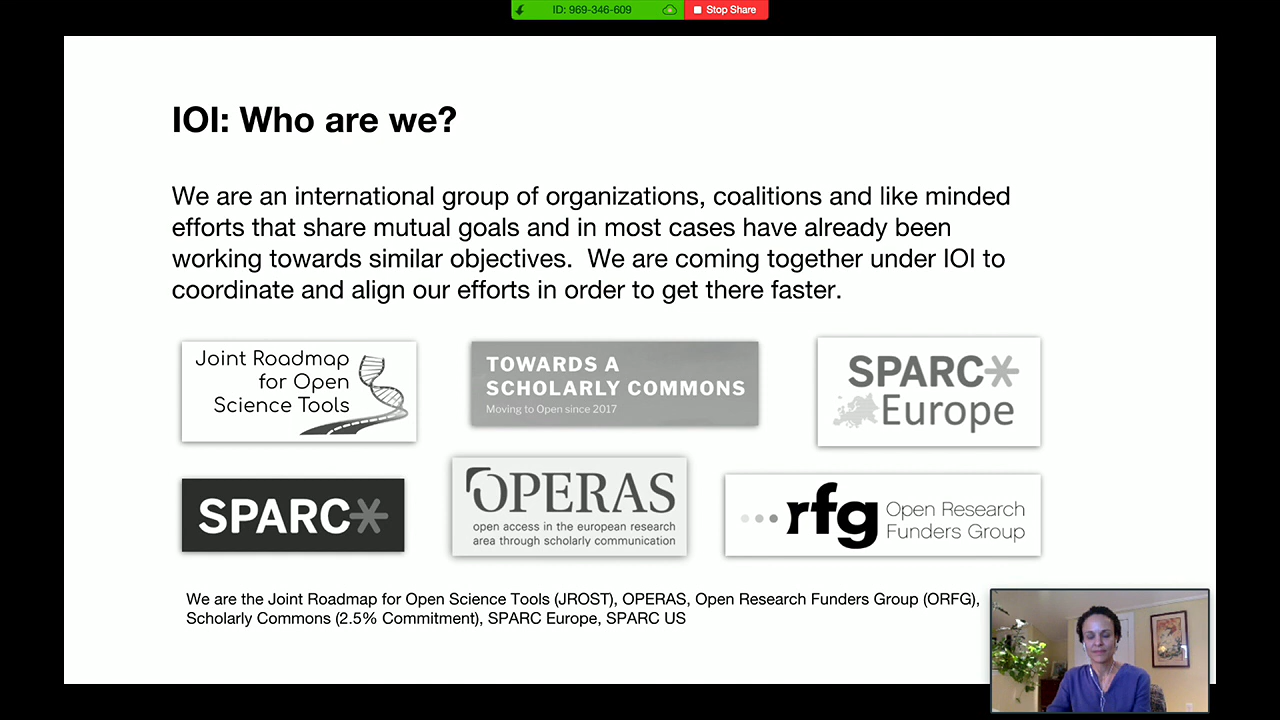 ID: 969-346-609
Stop Share
IOI: Who are we?
We are an international group of organizations, coalitions and like minded
efforts that share mutual goals and in most cases have already been
working towards similar objectives.  We are coming together under IOI to
coordinate and align our efforts in order to get there faster.
Joint Roadmap
for Open
Science Tools
TOWARDS A
SCHOLARLY COMMONS
Moving to Open since 2017
SPARC
Europe
SPARC
OPERAS
open access in the european research
area through scholarly communication
rfg
Open Research
Funders Group
We are the Joint Roadmap for Open Science Tools (JROST), OPERAS, Open Research Funders Group (ORFG),
Scholarly Commons (2.5% Commitment), SPARC Europe, SPARC US